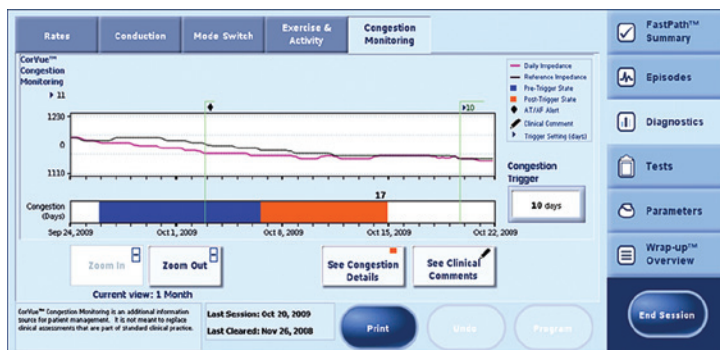 Rates
Conduction
Mode Switch
Exercise &
Activity
Congestion
Monitoring
CorVue™
Congestion
Monitoring
11
1230
0
1110
10
Daily Impedance
Reference Impedance
Pre-Trigger State
Post-Trigger State
AT/AF Alert
Clinical Comment
Trigger Setting (days)
Congestion
Trigger
10 days
17
Congestion
(Days)
Sep 24, 2009
Oct 1, 2009
Oct 8, 2009
Oct 15, 2009
Oct 22, 2009
Zoom In
Zoom Out
See Congestion
Details
See Clinical
Comments
Current view: 1 Month
CorVue™ Congestion Monitoring is an additional information
source for patient management. It is not meant to replace
clinical assessments that are part of standard clinical practice.
Last Session: Oct 20, 2009
Last Cleared: Nov 26, 2008
Print
Undo
Program
FastPath™
Summary
Episodes
Diagnostics
Tests
Parameters
Wrap-up™
Overview
End Session